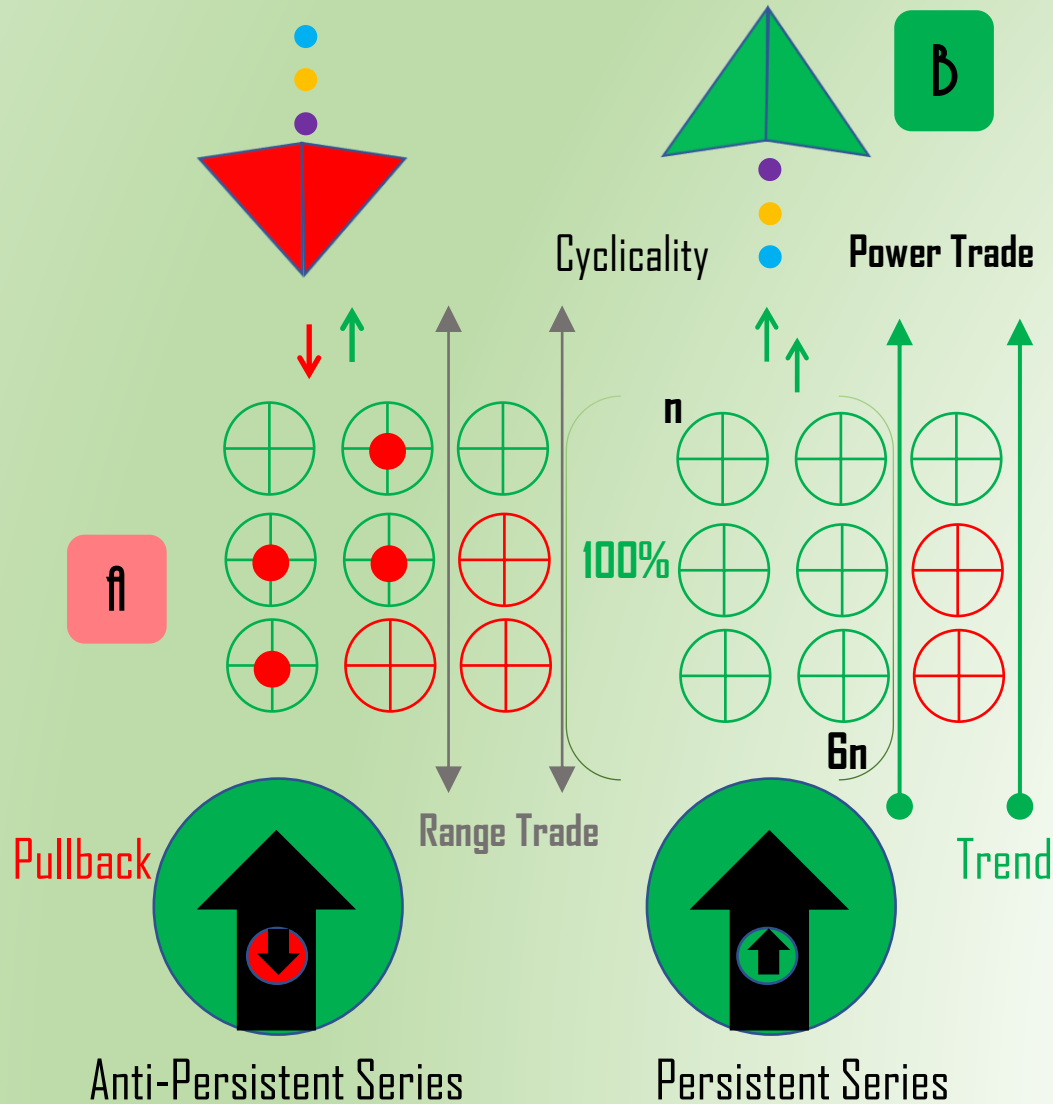 B
Cyclicality
Power Trade
n
100%
A
6n
Range Trade
Pullback
Trend
Anti-Persistent Series
Persistent Series